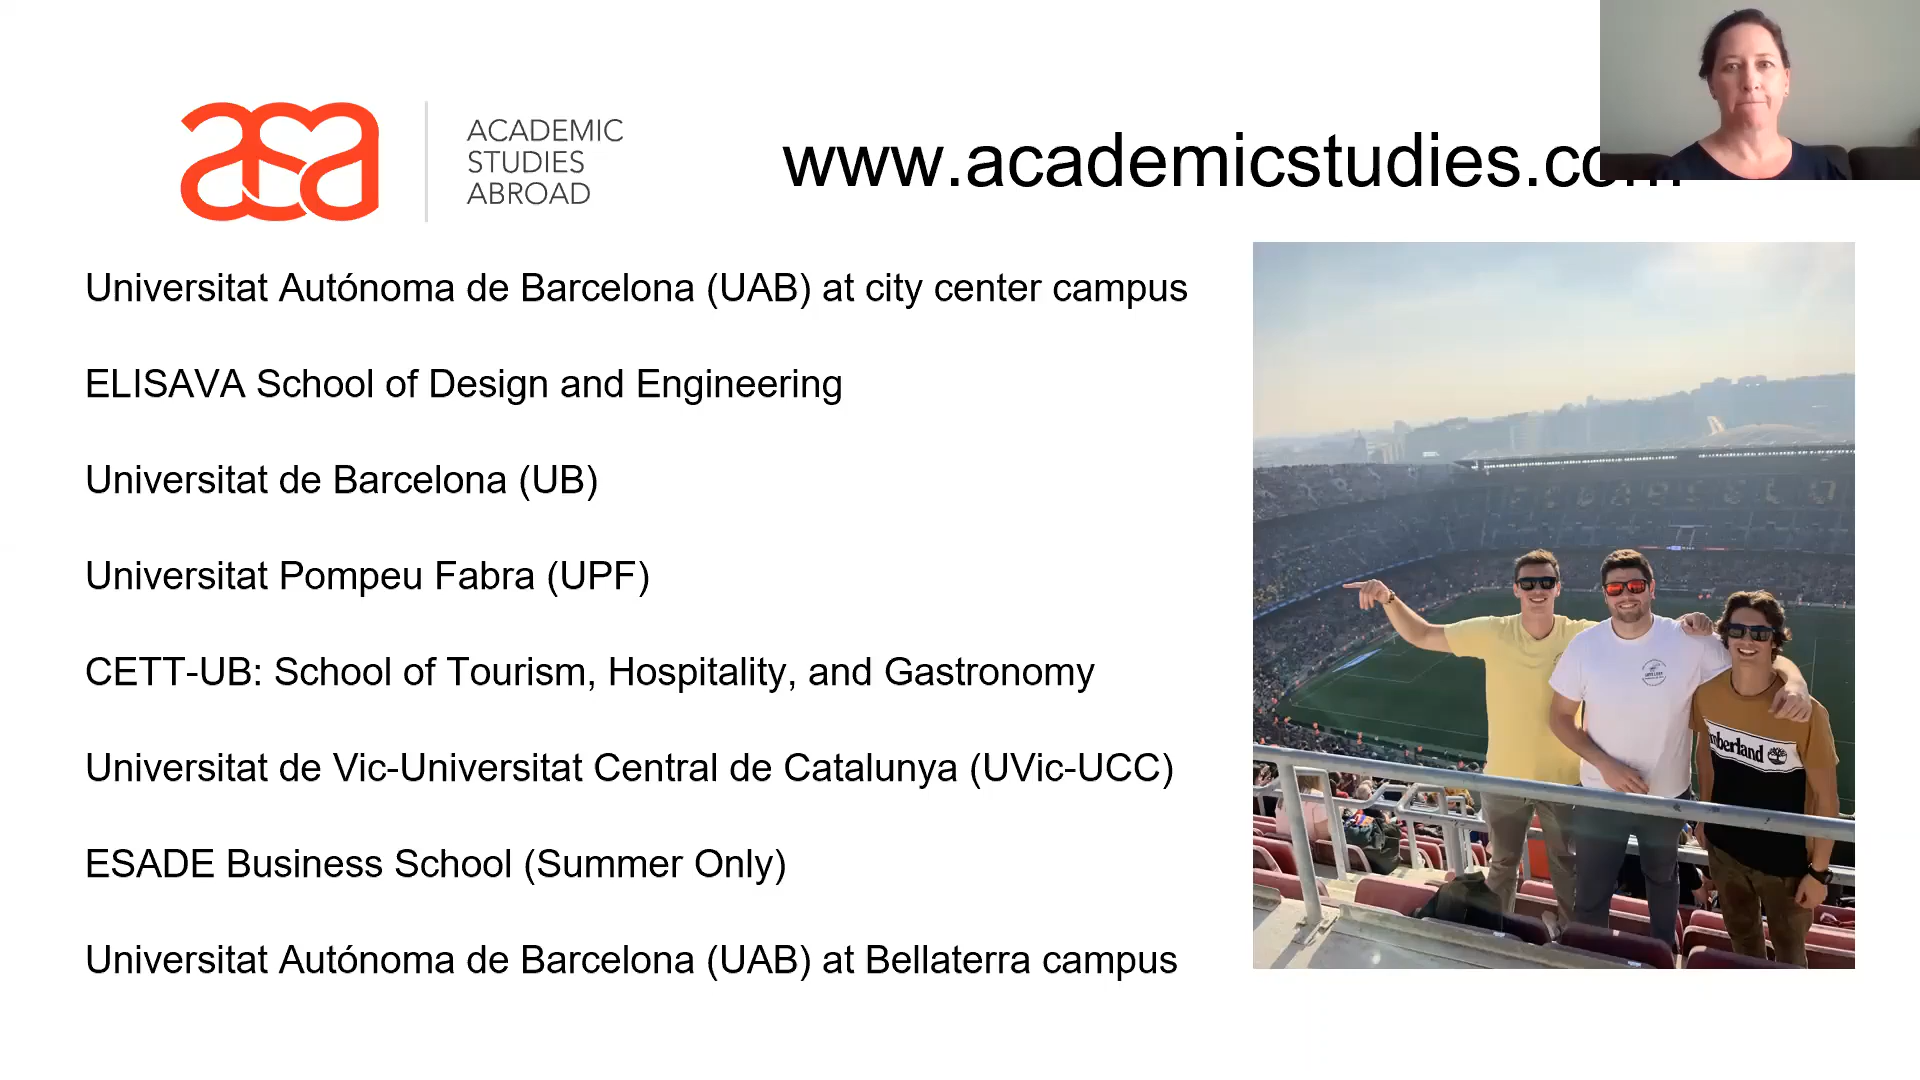 asa
ACADEMIC
STUDIES
ABROAD
www.academicstudies.com
Universitat Autónoma de Barcelona (UAB) at city center campus
ELISAVA School of Design and Engineering
Universitat de Barcelona (UB)
Universitat Pompeu Fabra (UPF)
CETT-UB: School of Tourism, Hospitality, and Gastronomy
Universitat de Vic-Universitat Central de Catalunya (UVic-UCC)
ESADE Business School (Summer Only)
Universitat Autónoma de Barcelona (UAB) at Bellaterra campus
mberland